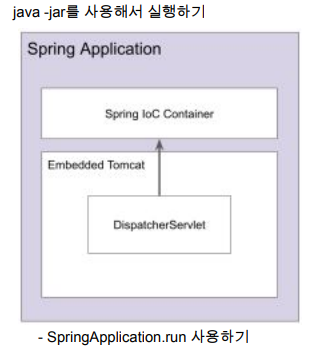 java -jar를 사용해서 실행하기
Spring Application
Spring IoC Container
Embedded Tomcat
DispatcherServlet
- SpringApplication.run 사용하기